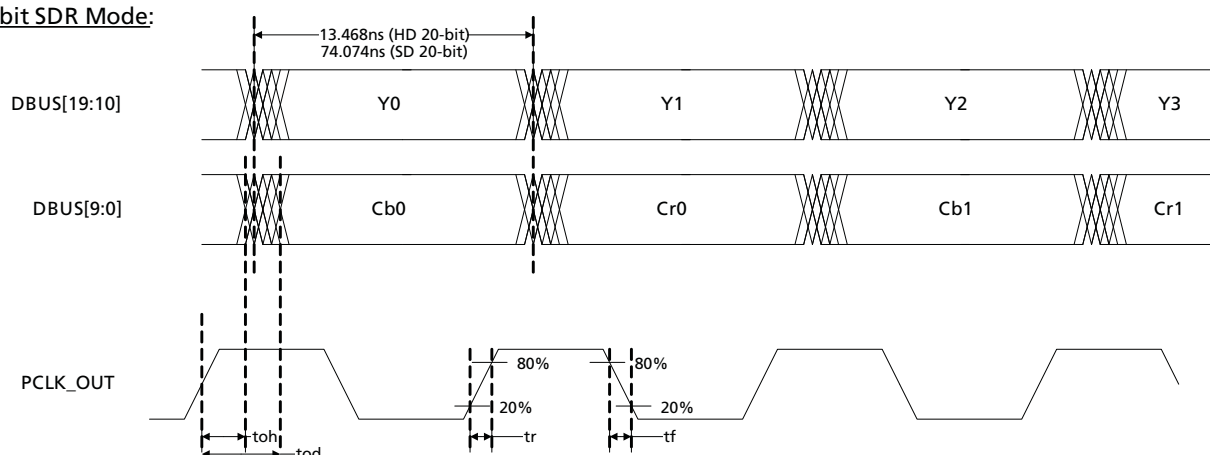 bit SDR Mode:
13.468ns (HD 20-bit)
74.074ns (SD 20-bit)
DBUS[19:10] Y0 Y1 Y2 Y3
DBUS[9:0] Cb0 Cr0 Cb1 Cr1
80% 80%
PCLK_OUT
20% 20%
toh tr tf
tod